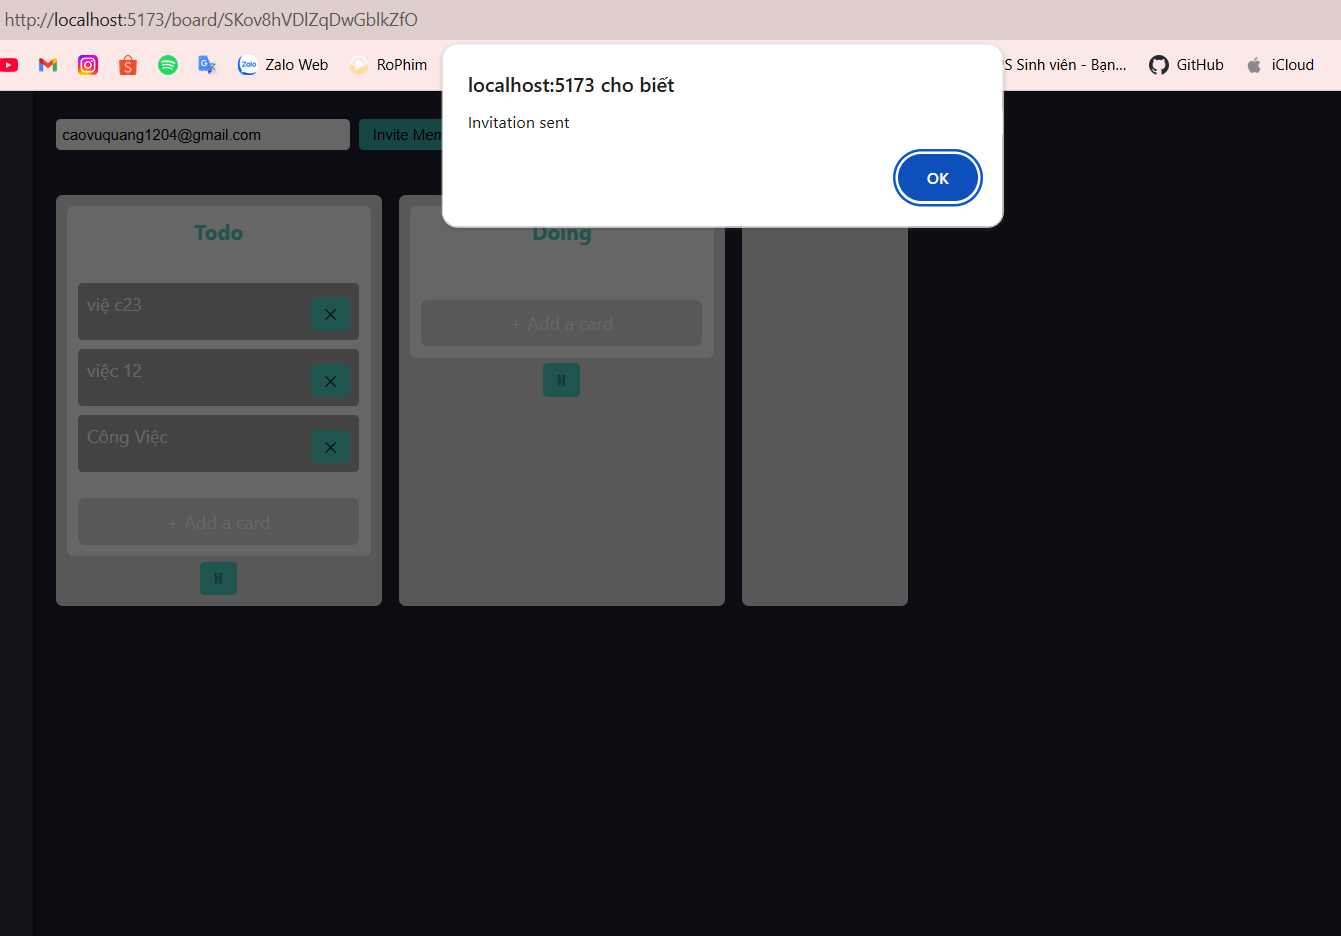 http://localhost:5173/board/SKov8hVDlZqDwGblkZfO
Zalo Web
RoPhim
S Sinh viên - Bạn...
GitHub
iCloud
localhost:5173 cho biết
Invitation sent
OK
caovuquang1204@gmail.com
Invite Mem
Todo
việ c23
việc 12
Công Việc
+ Add a card
Doing
+ Add a card